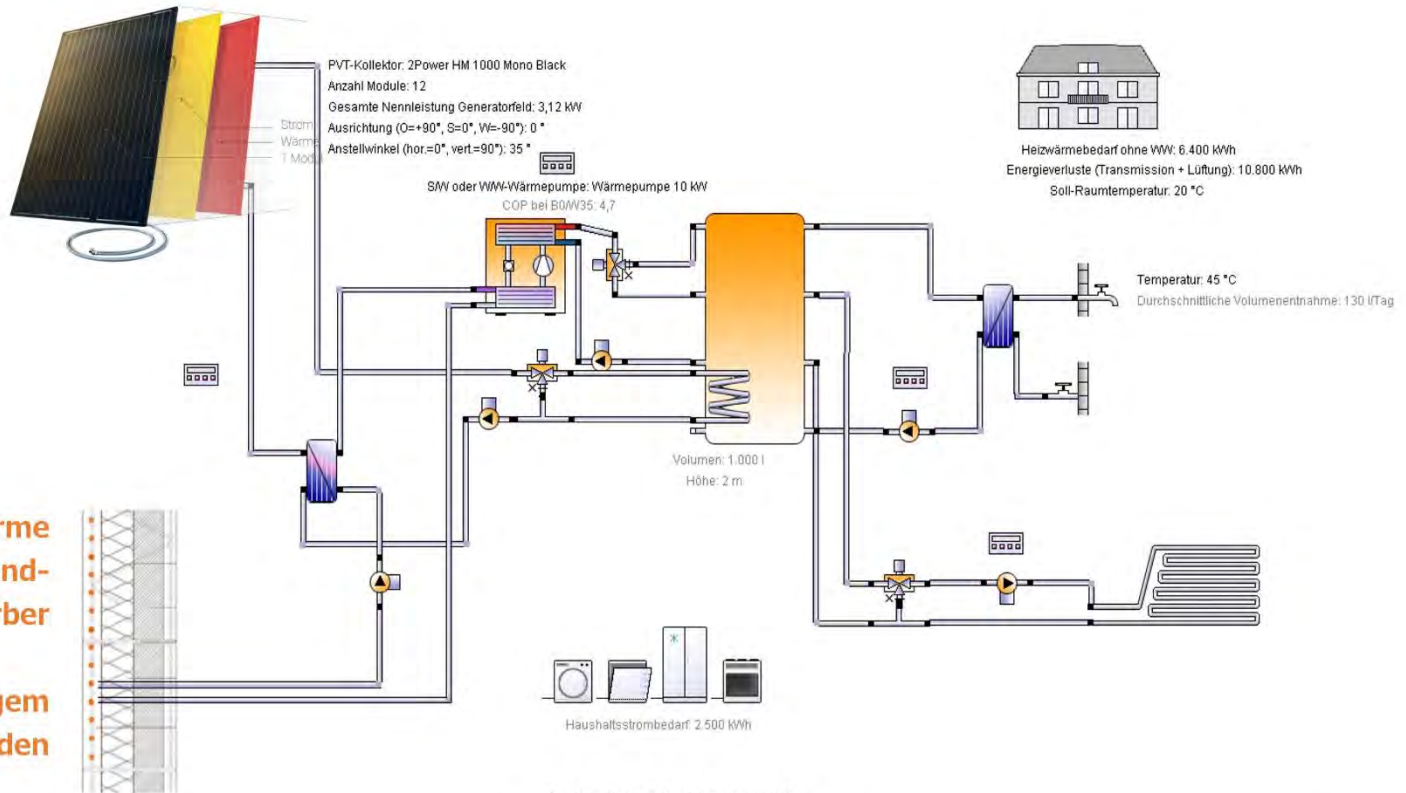 PVT-Kollektor: 2Power HM 1000 Mono Black
Anzahl Module: 12
Gesamte Nennleistung Generatorfeld: 3,12 kW
Ausrichtung (O=+90°, S=0°, W=-90°): 0 °
Anstellwinkel (hor.=0°, vert.=90°): 35 °
Strom
Wärme
1 Modul
S/W oder W/W-Wärmepumpe: Wärmepumpe 10 kW
COP bei B0/W35: 4,7
Heizwärmebedarf ohne WW: 6.400 kWh
Energieverluste (Transmission + Lüftung): 10.800 kWh
Soll-Raumtemperatur: 20 °C
Temperatur: 45 °C
Durchschnittliche Volumenentnahme: 130 l/Tag
Volumen: 1.000 l
Höhe: 2 m
rme
nd-
rber
gem
den
Haushaltsstrombedarf: 2.500 kWh